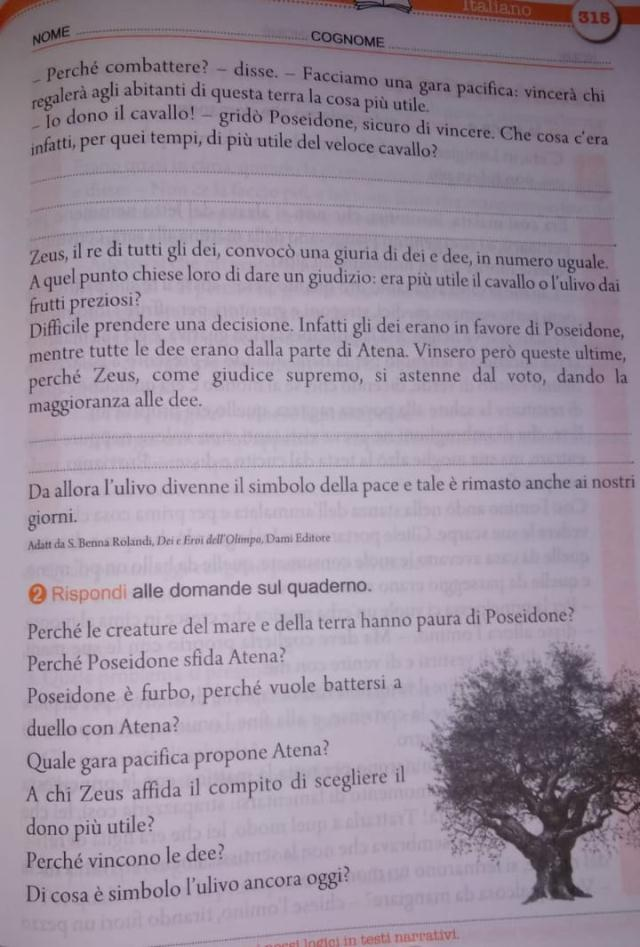 Italiano
315
NOME
COGNOME
– Perché combattere? – disse. – Facciamo una gara pacifica: vincerà chi
regalerà agli abitanti di questa terra la cosa più utile.
– Io dono il cavallo! – gridò Poseidone, sicuro di vincere. Che cosa c'era
infatti, per quei tempi, di più utile del veloce cavallo?
Zeus, il re di tutti gli dei, convocò una giuria di dei e dee, in numero uguale.
A quel punto chiese loro di dare un giudizio: era più utile il cavallo o l'ulivo dai
frutti preziosi?
Difficile prendere una decisione. Infatti gli dei erano in favore di Poseidone,
mentre tutte le dee erano dalla parte di Atena. Vinsero però queste ultime,
perché Zeus, come giudice supremo, si astenne dal voto, dando la
maggioranza alle dee.
Da allora l'ulivo divenne il simbolo della pace e tale è rimasto anche ai nostri
giorni.
Adatt da S. Benna Rolandi, Dei e Eroi dell'Olimpo, Dami Editore
2 Rispondi alle domande sul quaderno.
Perché le creature del mare e della terra hanno paura di Poseidone?
Perché Poseidone sfida Atena?
Poseidone è furbo, perché vuole battersi a
duello con Atena?
Quale gara pacifica propone Atena?
A chi Zeus affida il compito di scegliere il
dono più utile?
Perché vincono le dee?
Di cosa è simbolo l'ulivo ancora oggi?
logici in testi narrativi.